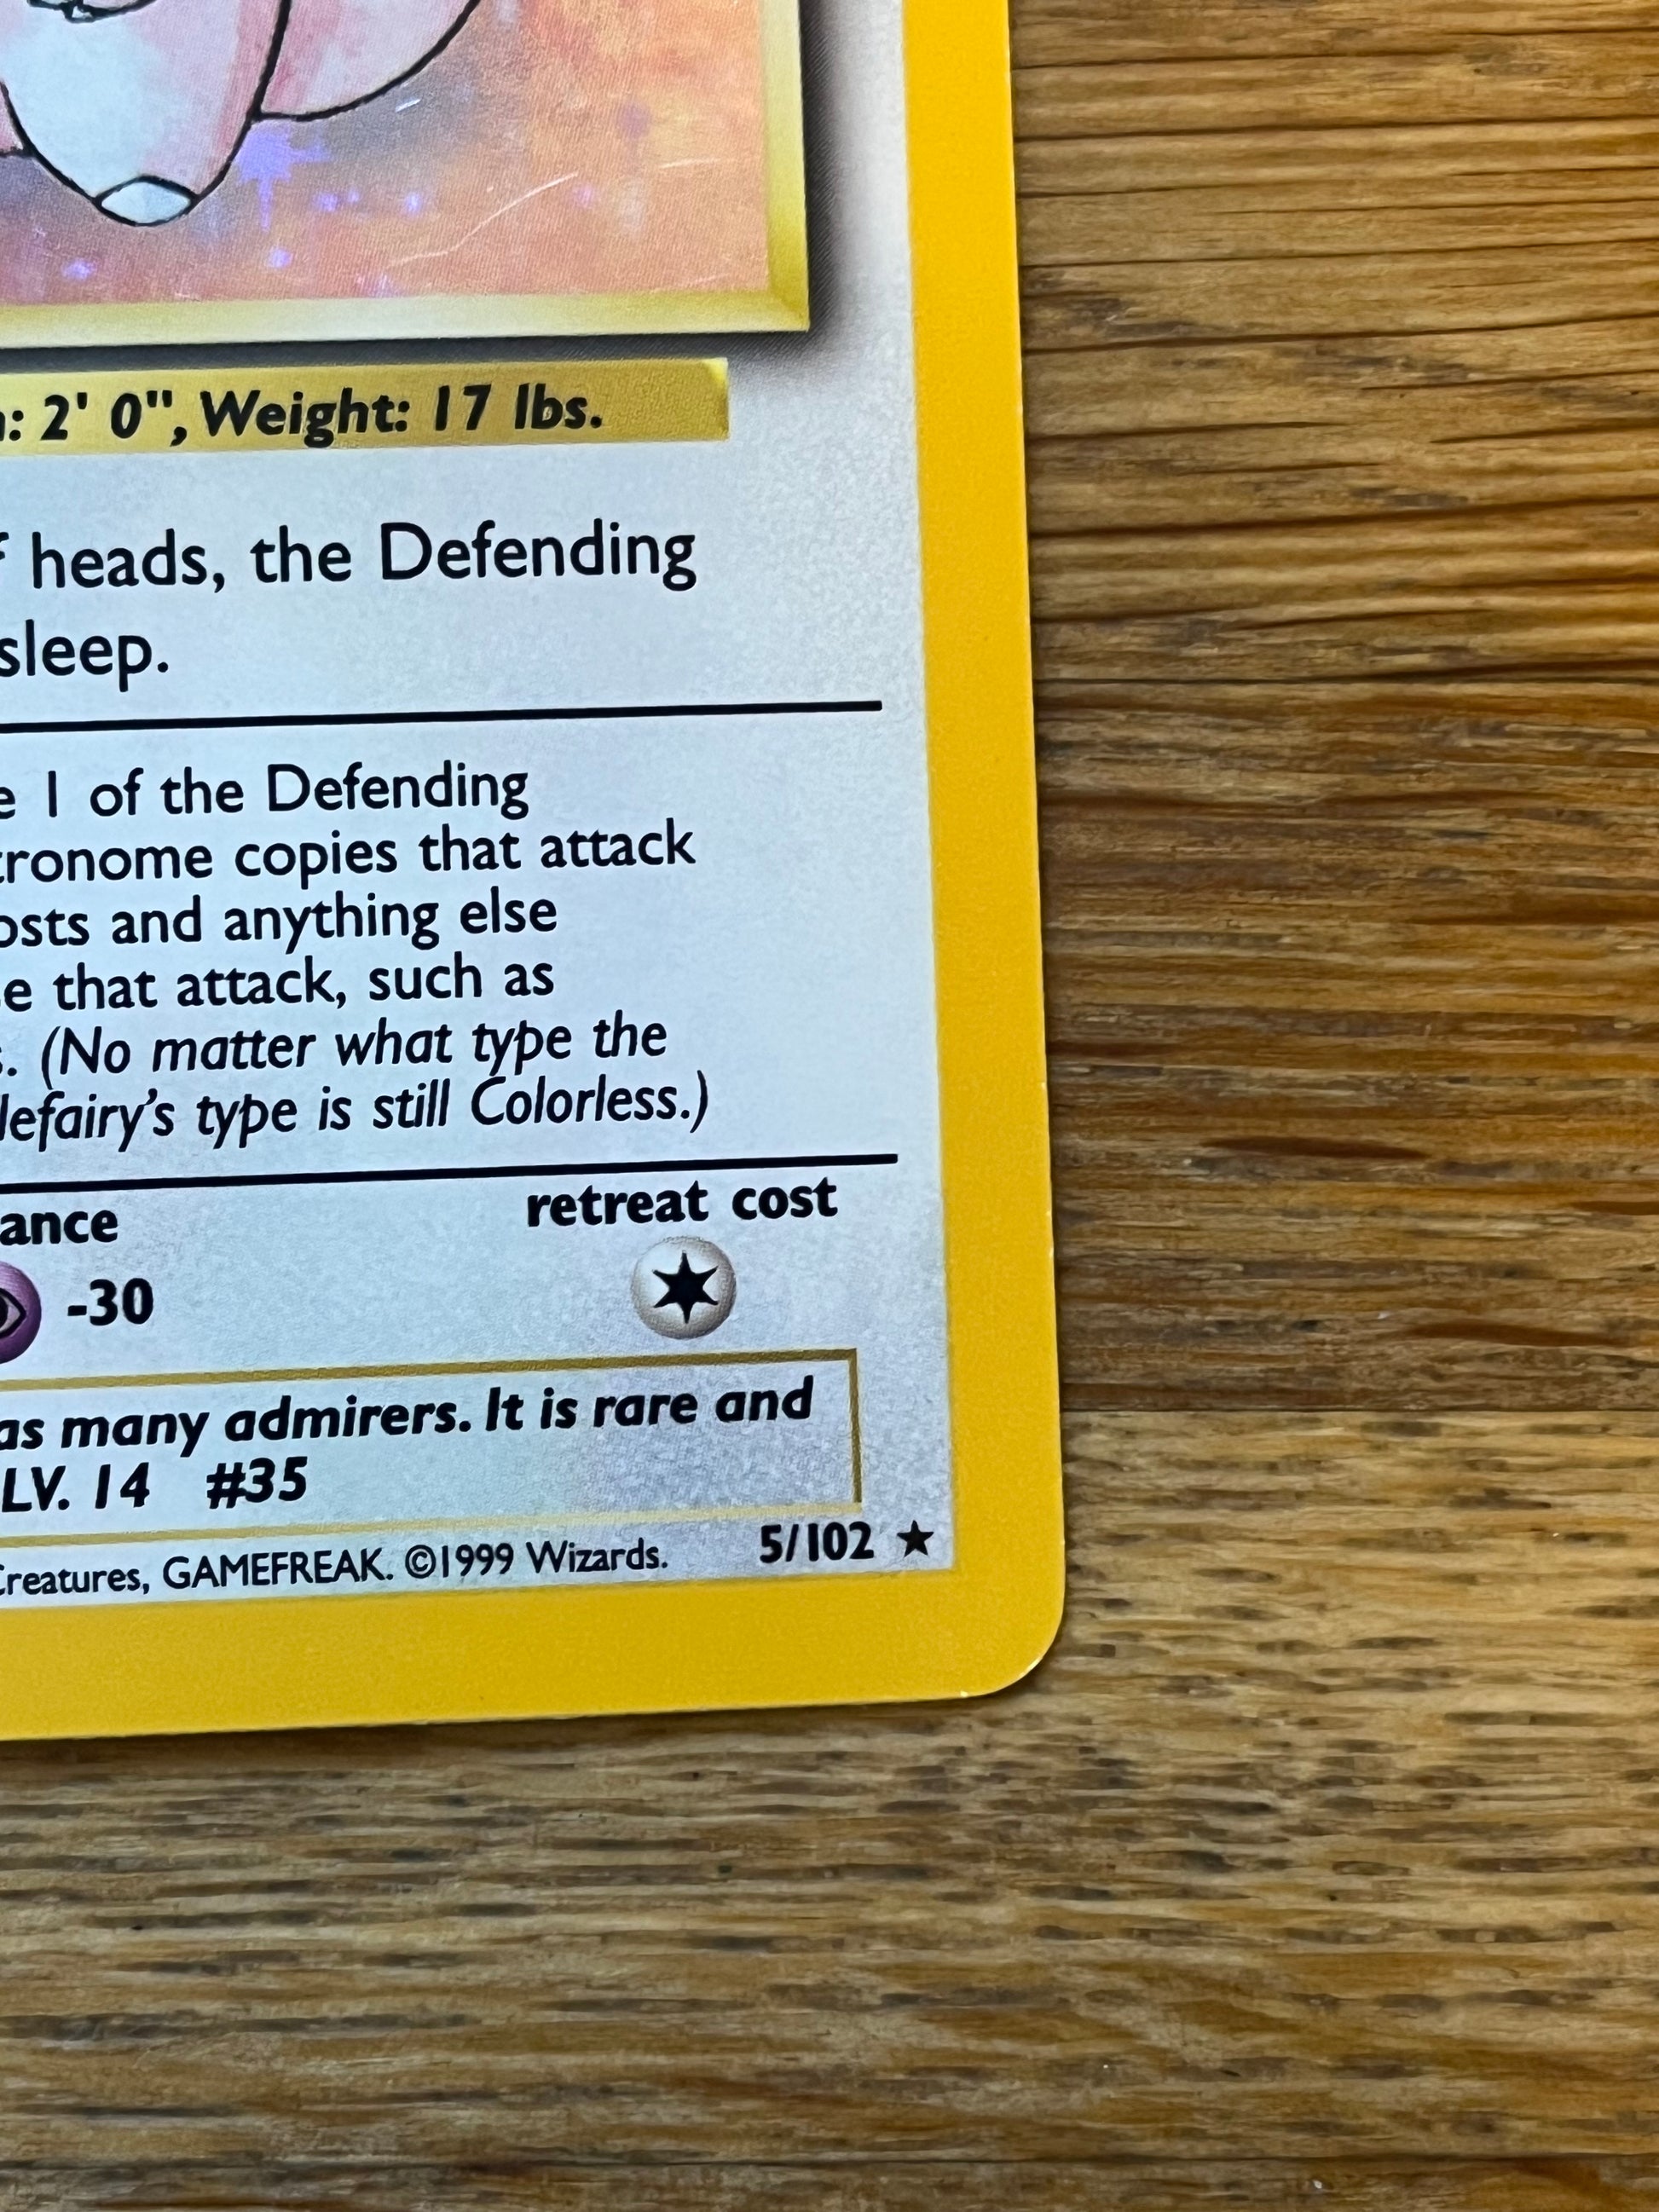 : 2' 0", Weight: 17 lbs.
heads, the Defending
sleep.
1 of the Defending
tronome copies that attack
osts and anything else
e that attack, such as
. (No matter what type the
lefairy's type is still Colorless.)
ance retreat cost
-30
as many admirers. It is rare and
LV. 14 #35
Creatures, GAMEFREAK. ©1999 Wizards. 5/102 ★